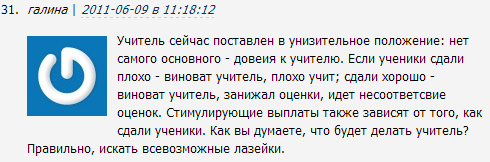 31. галина | 2011-06-09 в 11:18:12
Учитель сейчас поставлен в унизительное положение: нет
самого основного - довеия к учителю. Если ученики сдали
плохо - виноват учитель, плохо учит; сдали хорошо -
виноват учитель, занижал оценки, идет несоответсвие
оценок. Стимулирующие выплаты также зависят от того, как
сдали ученики. Как вы думаете, что будет делать учитель?
Правильно, искать всевозможные лазейки.